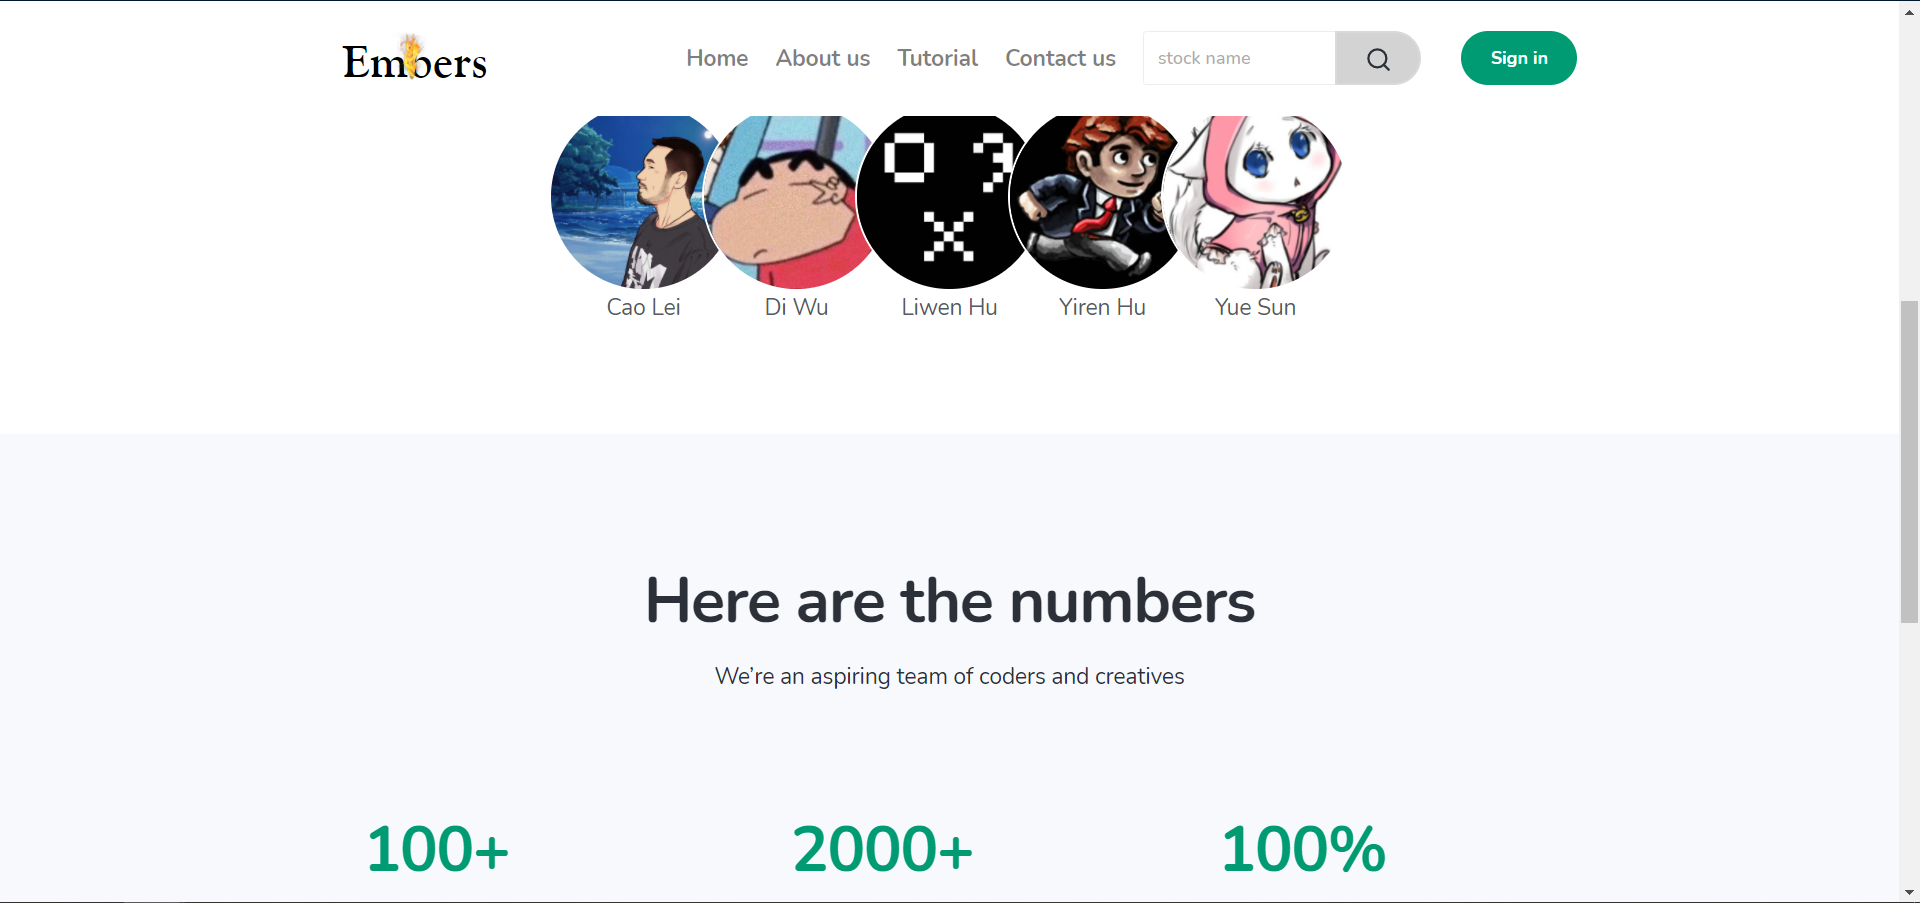 Embers
Home About us Tutorial Contact us stock name Sign in
Cao Lei Di Wu Liwen Hu Yiren Hu Yue Sun
Here are the numbers
We’re an aspiring team of coders and creatives
100+ 2000+ 100%